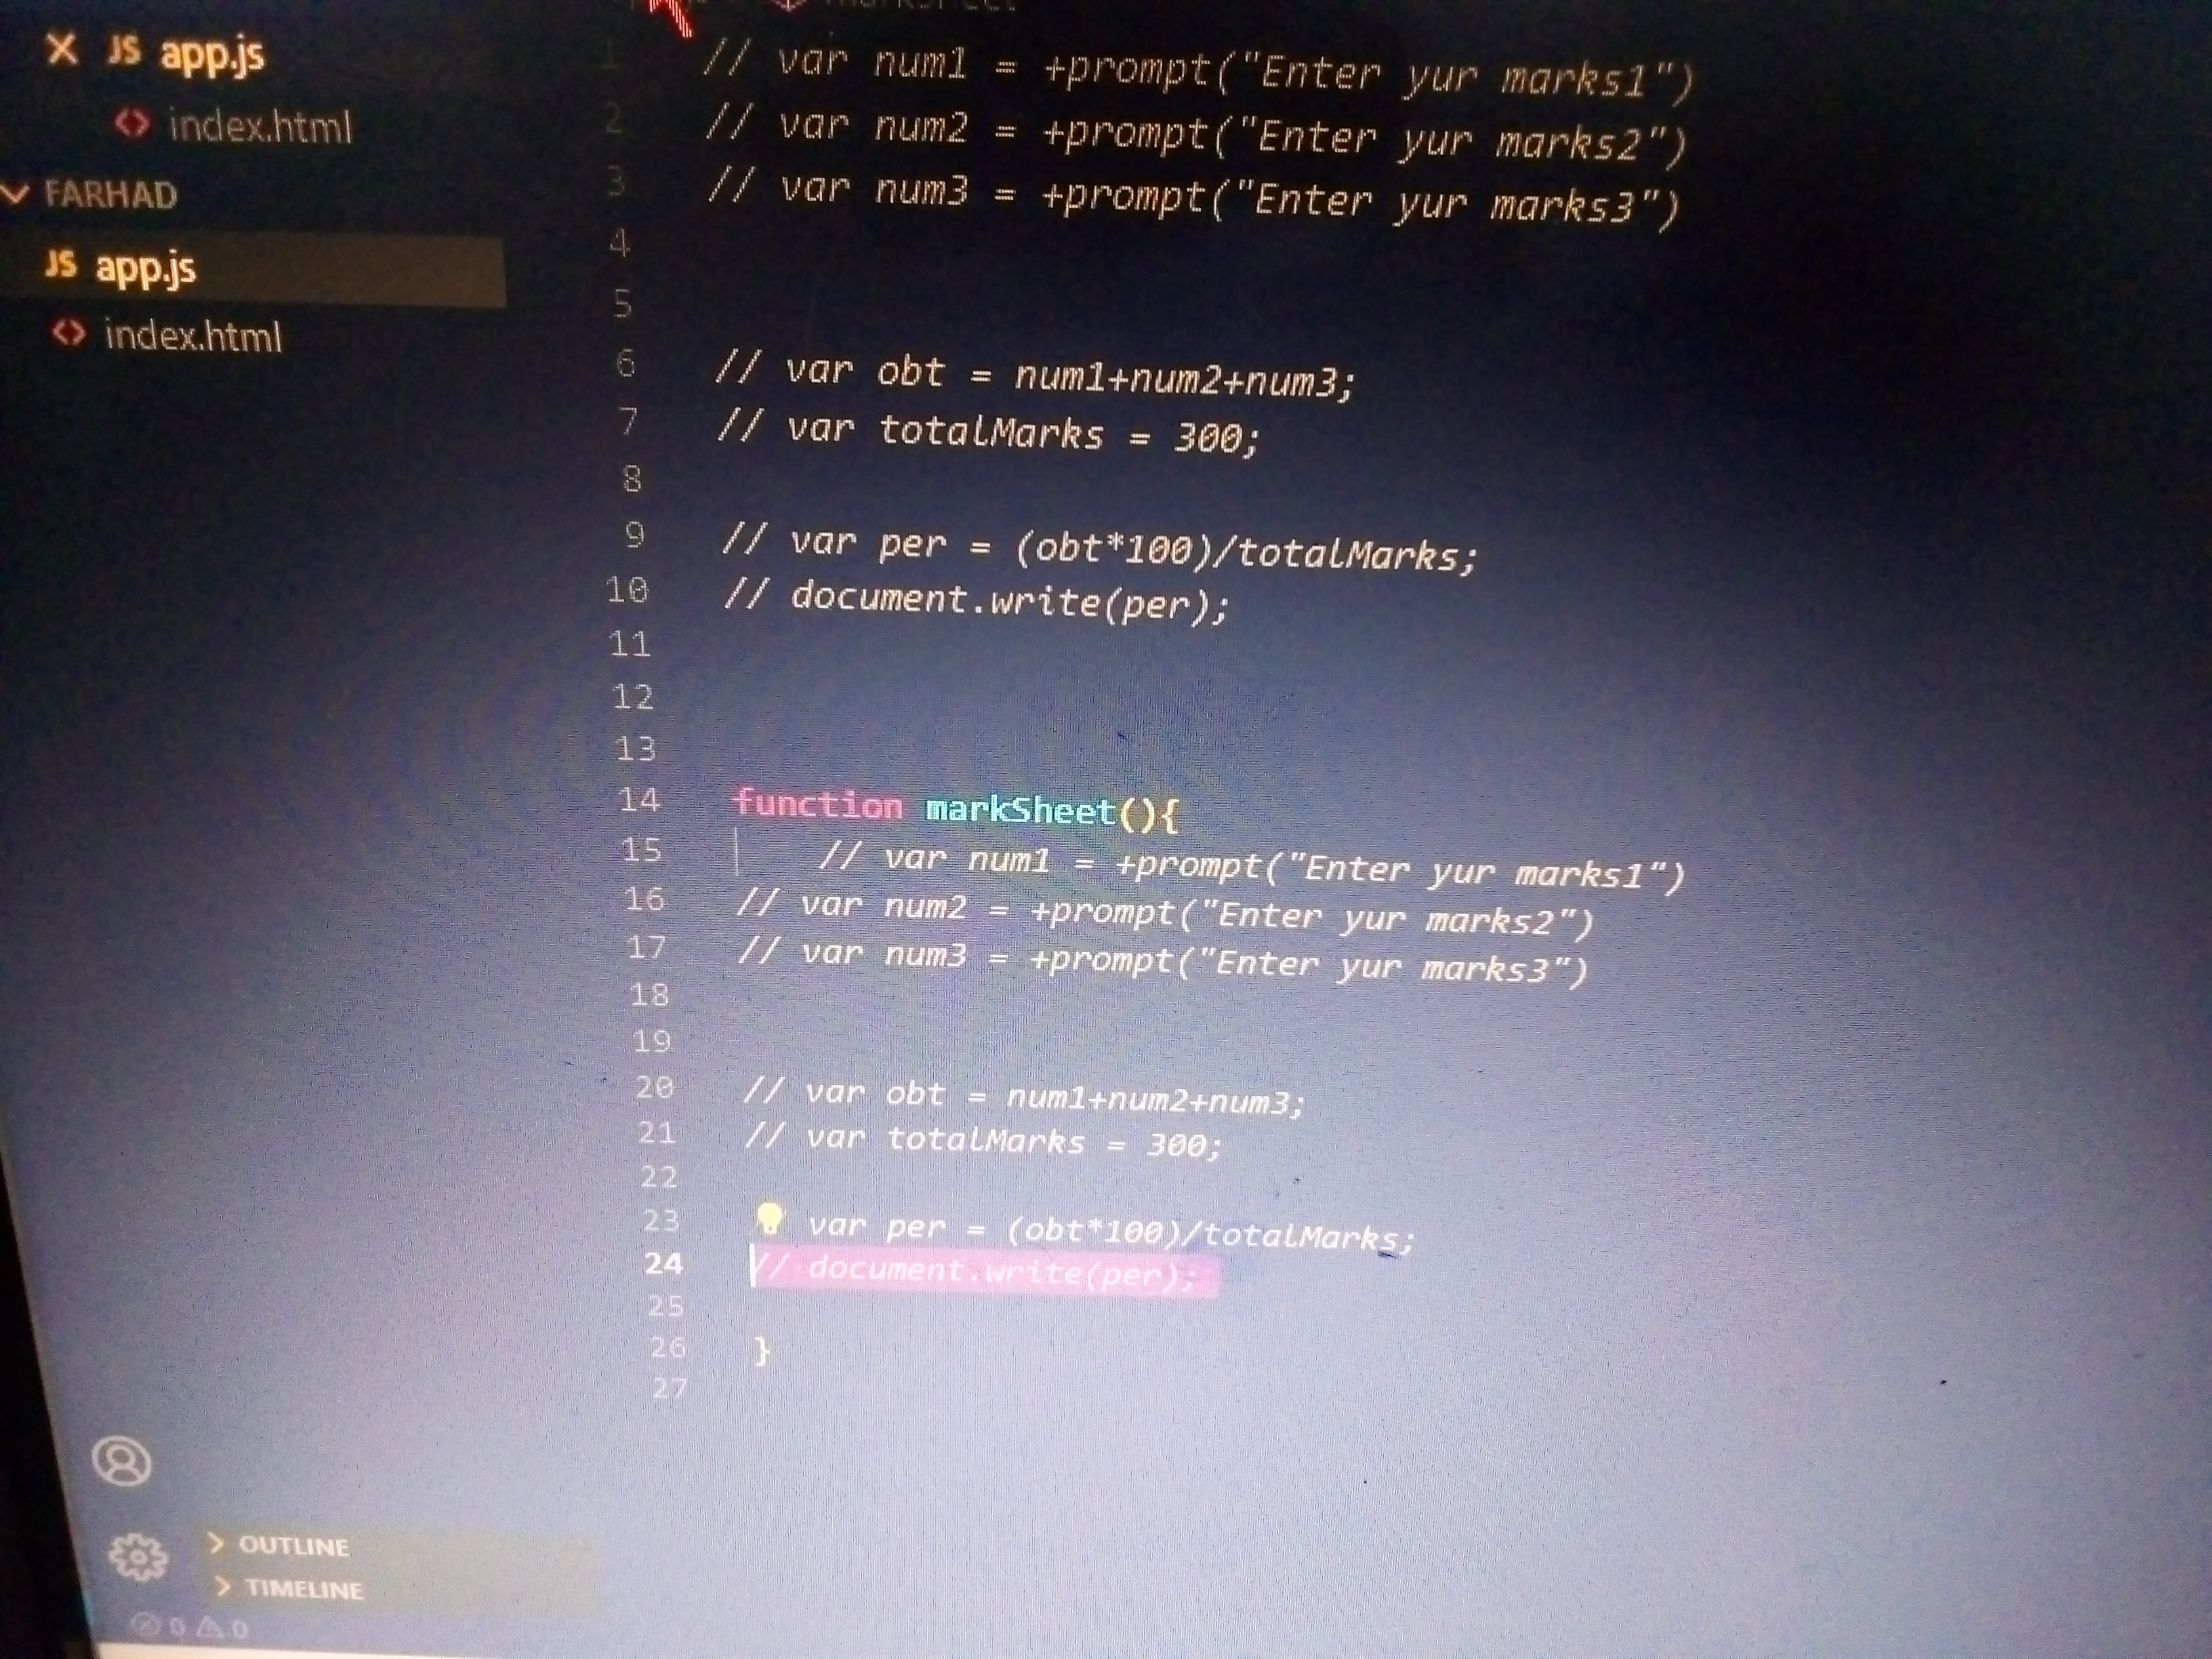 app.js
index.html
FARHAD
app.js
index.html
1 // var num1 = +prompt("Enter yur marks1")
2 // var num2 = +prompt("Enter yur marks2")
3 // var num3 = +prompt("Enter yur marks3")
4
5
6 // var obt = num1+num2+num3;
7 // var totalMarks = 300;
8
9 // var per = (obt*100)/totalMarks;
10 // document.write(per);
11
12
13
14 function markSheet(){
15 // var num1 = +prompt("Enter yur marks1")
16 // var num2 = +prompt("Enter yur marks2")
17 // var num3 = +prompt("Enter yur marks3")
18
19
20 // var obt = num1+num2+num3;
21 // var totalMarks = 300;
22
23 var per = (obt*100)/totalMarks;
24 // document.write(per);
25
26 }
27
OUTLINE
TIMELINE
0 0